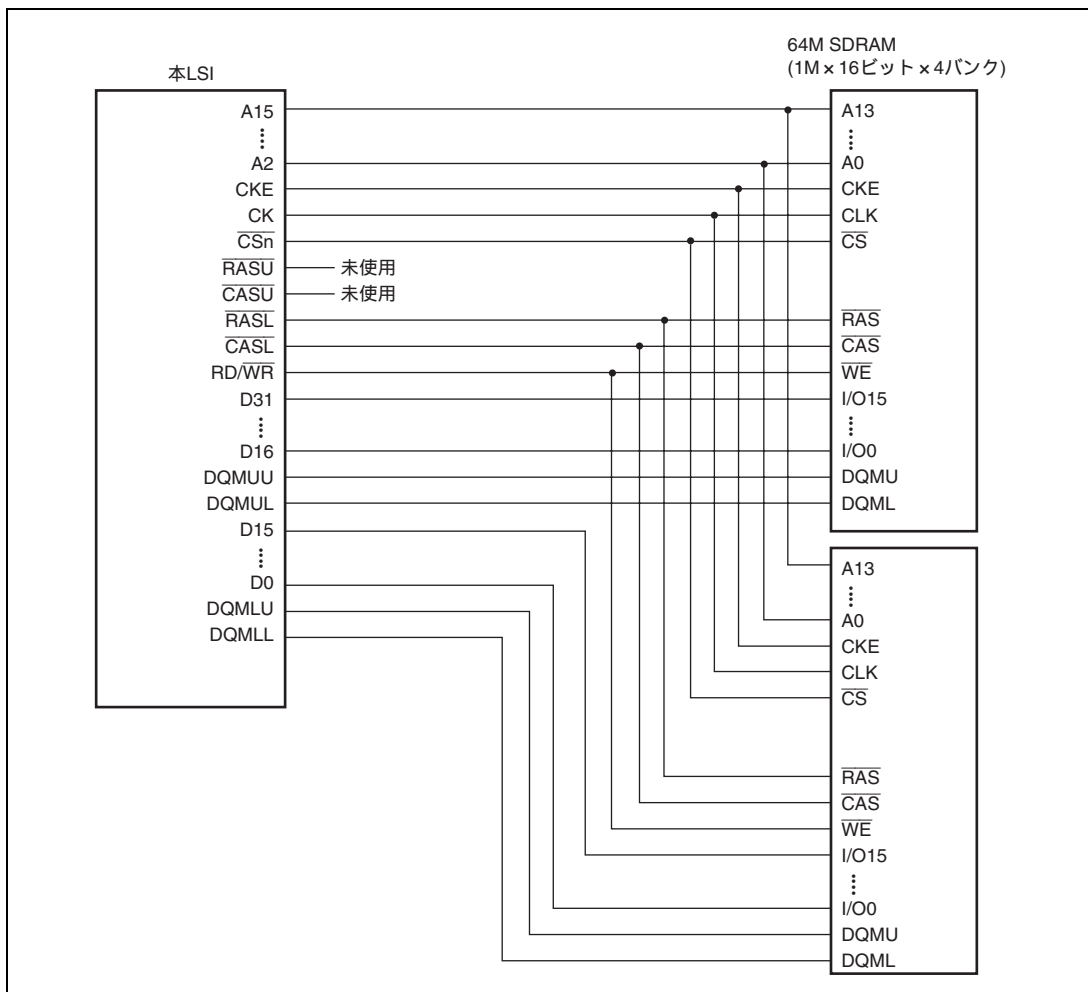 本LSI
A15
A2
CKE
CK
CSn
RASU
未使用
CASU
未使用
RASL
CASL
RD/WR
D31
D16
DQMUU
DQMUL
D15
D0
DQMLU
DQMLL
64M SDRAM
(1M×16ビット×4バンク)
A13
A0
CKE
CLK
CS
RAS
CAS
WE
I/O15
I/O0
DQMU
DQML
A13
A0
CKE
CLK
CS
RAS
CAS
WE
I/O15
I/O0
DQMU
DQML